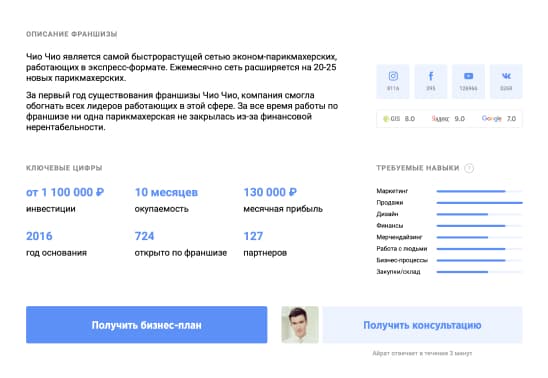 ОПИСАНИЕ ФРАНШИЗЫ
Чио Чио является самой быстрорастущей сетью эконом-парикмахерских,
работающих в экспресс-формате. Ежемесячно сеть расширяется на 20-25
новых парикмахерских.
За первый год существования франшизы Чио Чио, компания смогла
обогнать всех лидеров работающих в этой сфере. За все время работы по
франшизе ни одна парикмахерская не закрылась из-за финансовой
нерентабельности.
8116 395 126966 0269
2GIS 8.0 Яндекс 9.0 Google 7.0
КЛЮЧЕВЫЕ ЦИФРЫ
от 1 100 000 ₽ 10 месяцев 130 000 ₽
инвестиции окупаемость месячная прибыль
2016 724 127
год основания открыто по франшизе партнеров
ТРЕБУЕМЫЕ НАВЫКИ ?
Маркетинг
Продажи
Дизайн
Финансы
Мерчендайзинг
Работа с людьми
Бизнес-процессы
Закупки/склад
Получить бизнес-план
Получить консультацию
Айрат отвечает в течение 3 минут